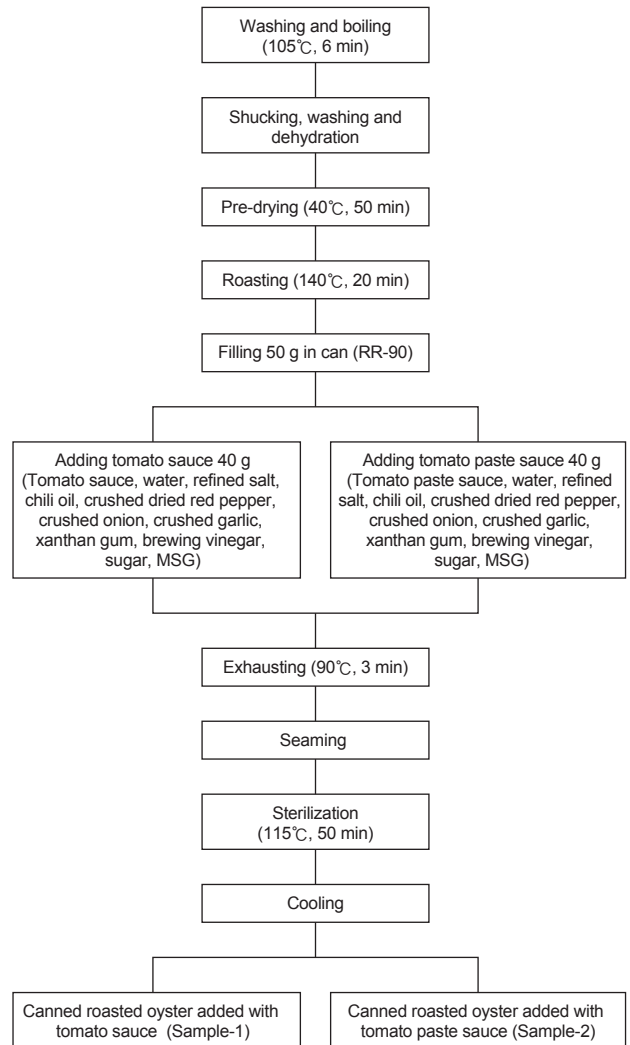 Washing and boiling
(105℃, 6 min)
Shucking, washing and
dehydration
Pre-drying (40℃, 50 min)
Roasting (140℃, 20 min)
Filling 50 g in can (RR-90)
Adding tomato sauce 40 g
(Tomato sauce, water, refined salt,
chili oil, crushed dried red pepper,
crushed onion, crushed garlic,
xanthan gum, brewing vinegar,
sugar, MSG)
Adding tomato paste sauce 40 g
(Tomato paste sauce, water, refined
salt, chili oil, crushed dried red pepper,
crushed onion, crushed garlic,
xanthan gum, brewing vinegar,
sugar, MSG)
Exhausting (90℃, 3 min)
Seaming
Sterilization
(115℃, 50 min)
Cooling
Canned roasted oyster added with
tomato sauce (Sample-1)
Canned roasted oyster added with
tomato paste sauce (Sample-2)